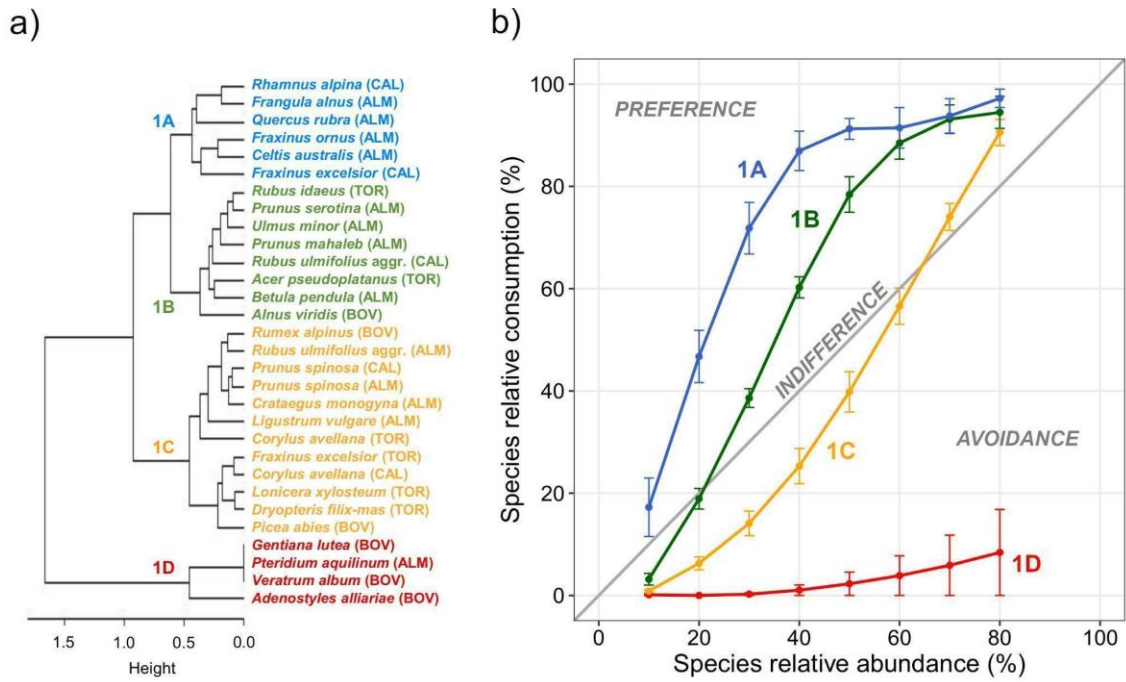 a)
1A
1B
1C
1D
Rhamnus alpina (CAL)
Frangula alnus (ALM)
Quercus rubra (ALM)
Fraxinus ornus (ALM)
Celtis australis (ALM)
Fraxinus excelsior (CAL)
Rubus idaeus (TOR)
Prunus serotina (ALM)
Ulmus minor (ALM)
Prunus mahaleb (ALM)
Rubus ulmifolius aggr. (CAL)
Acer pseudoplatanus (TOR)
Betula pendula (ALM)
Alnus viridis (BOV)
Rumex alpinus (BOV)
Rubus ulmifolius aggr. (ALM)
Prunus spinosa (CAL)
Prunus spinosa (ALM)
Crataegus monogyna (ALM)
Ligustrum vulgare (ALM)
Corylus avellana (TOR)
Fraxinus excelsior (TOR)
Corylus avellana (CAL)
Lonicera xylosteum (TOR)
Dryopteris filix-mas (TOR)
Picea abies (BOV)
Gentiana lutea (BOV)
Pteridium aquilinum (ALM)
Veratrum album (BOV)
Adenostyles alliariae (BOV)
1.5 1.0 0.5 0.0
Height
b)
Species relative consumption (%)
100
80
60
40
20
0
PREFERENCE
1A
1B
INDIFFERENCE
1C
AVOIDANCE
1D
0 20 40 60 80 100
Species relative abundance (%)